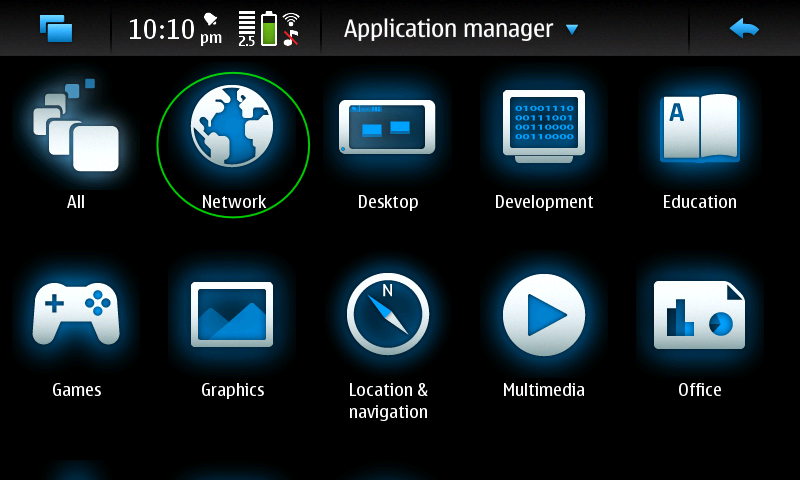 10:10 pm
2.5
Application manager
All
Network
Desktop
01001110
00111001
00110000
00110000
Development
A
Education
Games
Graphics
N
Location &
navigation
Multimedia
Office